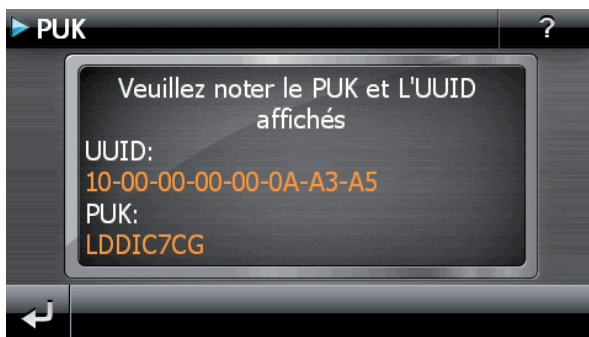 PUK
?
Veuillez noter le PUK et L'UUID
affichés
UUID:
10-00-00-00-00-0A-A3-A5
PUK:
LDDIC7CG